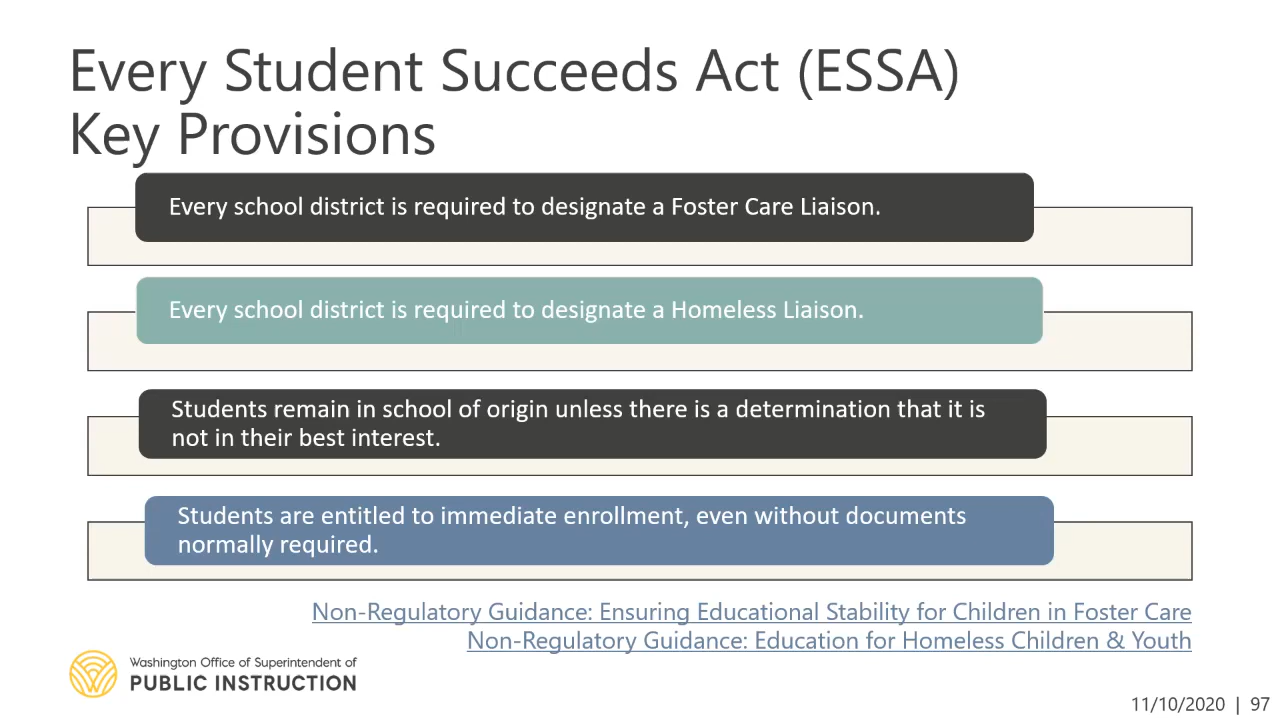 Every Student Succeeds Act (ESSA)
Key Provisions
Every school district is required to designate a Foster Care Liaison.
Every school district is required to designate a Homeless Liaison.
Students remain in school of origin unless there is a determination that it is
not in their best interest.
Students are entitled to immediate enrollment, even without documents
normally required.
Non-Regulatory Guidance: Ensuring Educational Stability for Children in Foster Care
Non-Regulatory Guidance: Education for Homeless Children & Youth
Washington Office of Superintendent of
PUBLIC INSTRUCTION
11/10/2020 | 97